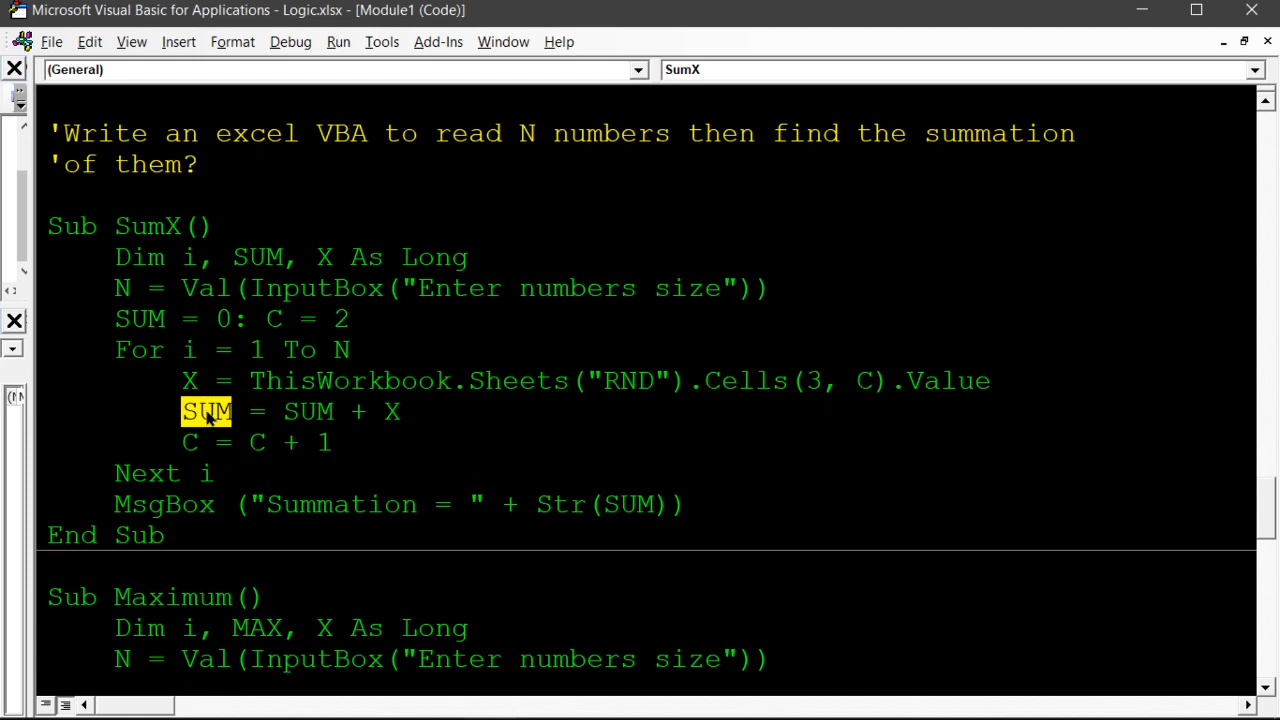 Microsoft Visual Basic for Applications - Logic.xlsx - [Module1 (Code)]
File Edit View Insert Format Debug Run Tools Add-Ins Window Help
(General) SumX
'Write an excel VBA to read N numbers then find the summation
'of them?
Sub SumX()
Dim i, SUM, X As Long
N = Val(InputBox("Enter numbers size"))
SUM = 0: C = 2
For i = 1 To N
X = ThisWorkbook.Sheets("RND").Cells(3, C).Value
SUM = SUM + X
C = C + 1
Next i
MsgBox ("Summation = " + Str(SUM))
End Sub
Sub Maximum()
Dim i, MAX, X As Long
N = Val(InputBox("Enter numbers size"))